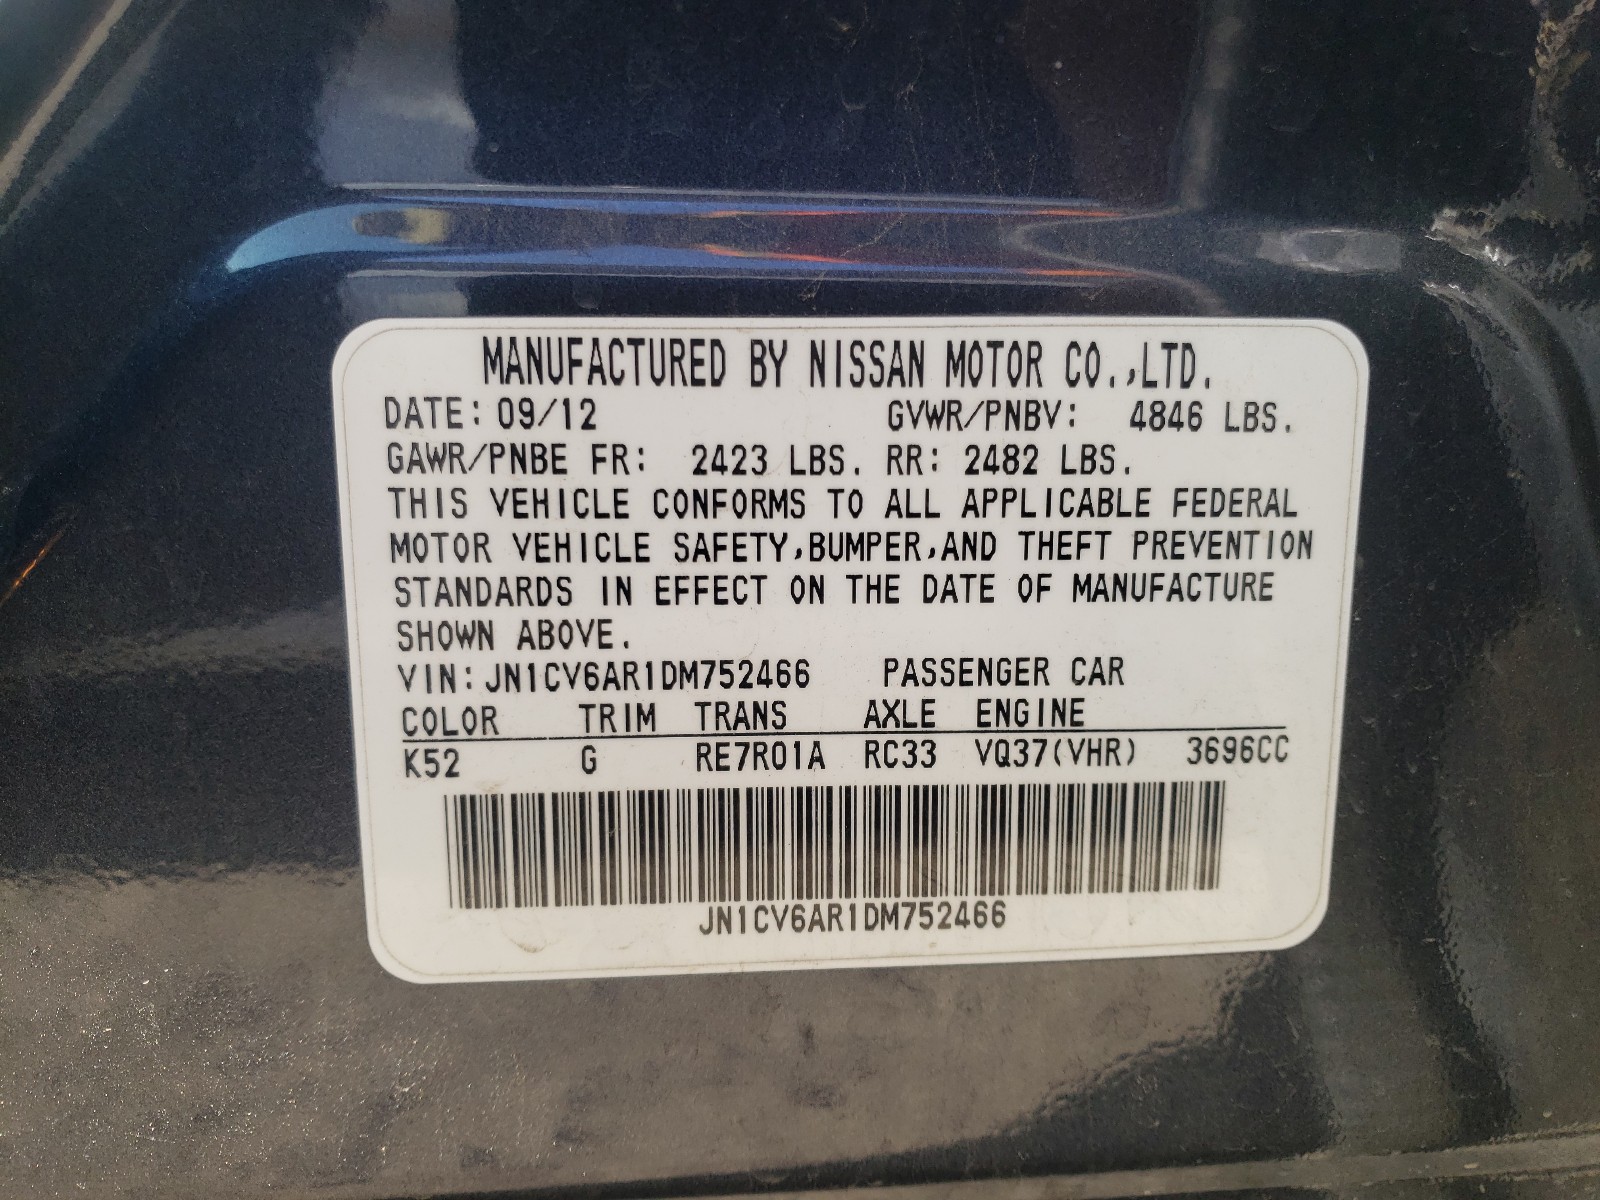 MANUFACTURED BY NISSAN MOTOR CO.,LTD.
DATE: 09/12 GVWR/PNBV: 4846 LBS.
GAWR/PNBE FR: 2423 LBS. RR: 2482 LBS.
THIS VEHICLE CONFORMS TO ALL APPLICABLE FEDERAL
MOTOR VEHICLE SAFETY,BUMPER,AND THEFT PREVENTION
STANDARDS IN EFFECT ON THE DATE OF MANUFACTURE
SHOWN ABOVE.
VIN: JN1CV6AR1DM752466 PASSENGER CAR
COLOR TRIM TRANS AXLE ENGINE
K52 G RE7R01A RC33 VQ37(VHR) 3696CC
JN1CV6AR1DM752466